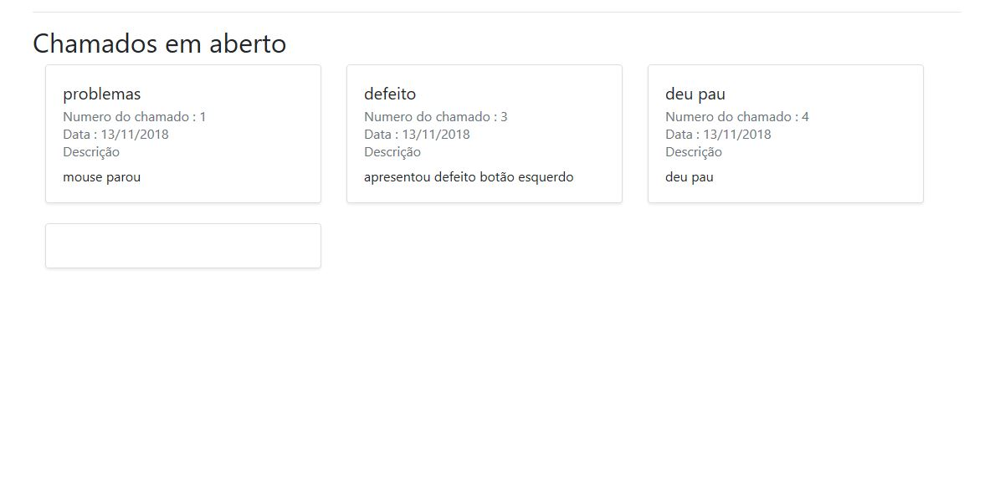 Chamados em aberto
problemas
Numero do chamado : 1
Data : 13/11/2018
Descrição
mouse parou
defeito
Numero do chamado : 3
Data : 13/11/2018
Descrição
apresentou defeito botão esquerdo
deu pau
Numero do chamado : 4
Data : 13/11/2018
Descrição
deu pau